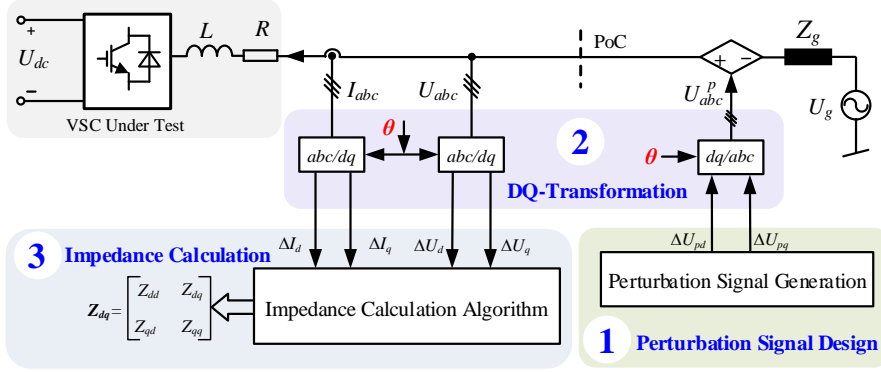 L
R
+
U_dc
−
VSC Under Test
I_abc
U_abc
PoC
+ −
Z_g
U^p_abc
U_g
θ
abc/dq
abc/dq
2
θ
dq/abc
DQ-Transformation
3 Impedance Calculation
ΔI_d
ΔI_q
ΔU_d
ΔU_q
ΔU_pd
ΔU_pq
Z_dq = [Z_dd Z_dq
Z_qd Z_qq]
Impedance Calculation Algorithm
Perturbation Signal Generation
1 Perturbation Signal Design